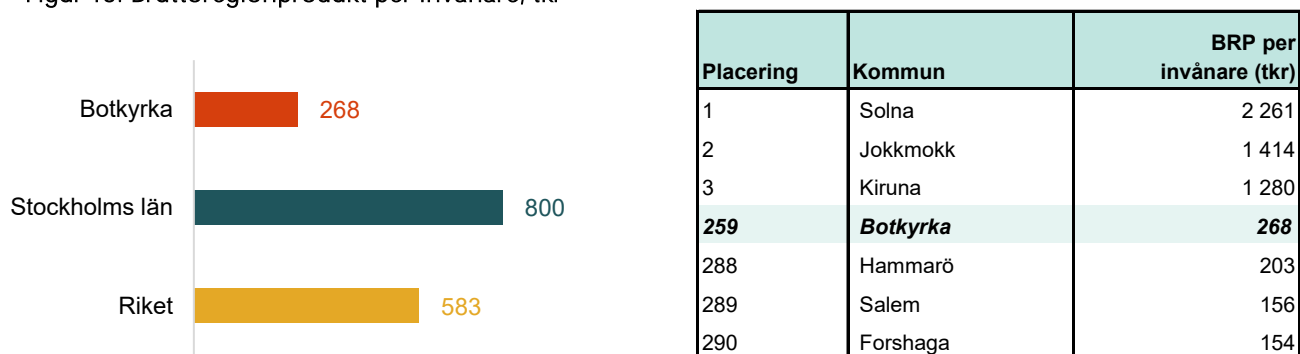 Botkyrka 268
Stockholms län 800
Riket 583
Placering Kommun BRP per invånare (tkr)
1 Solna 2 261
2 Jokkmokk 1 414
3 Kiruna 1 280
259 Botkyrka 268
288 Hammarö 203
289 Salem 156
290 Forshaga 154